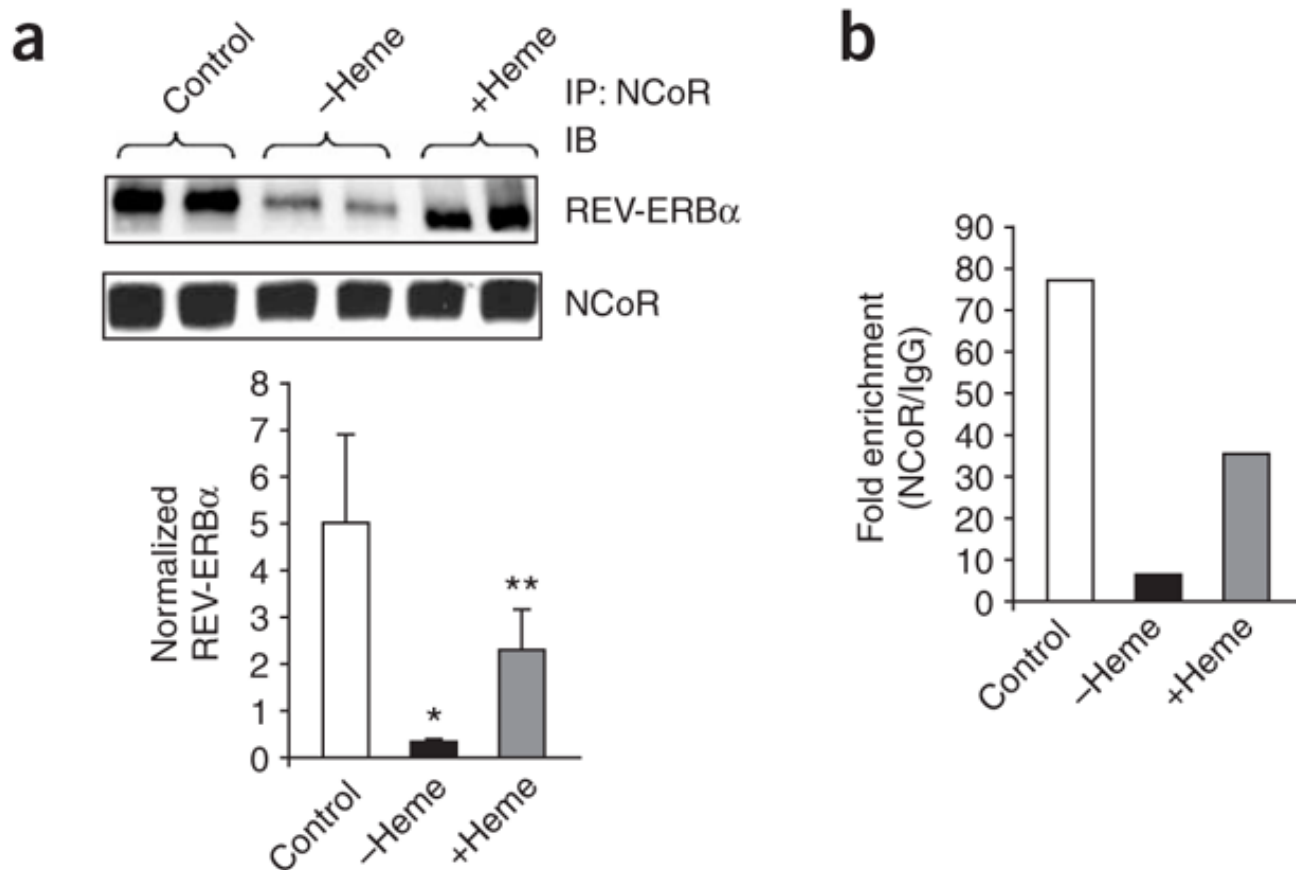 a
Control
–Heme
+Heme
IP: NCoR
IB
REV-ERBα
NCoR
8
7
6
5
4
3
2
1
0
Normalized
REV-ERBα
*
**
Control
–Heme
+Heme
b
90
80
70
60
50
40
30
20
10
0
Fold enrichment
(NCoR/IgG)
Control
–Heme
+Heme